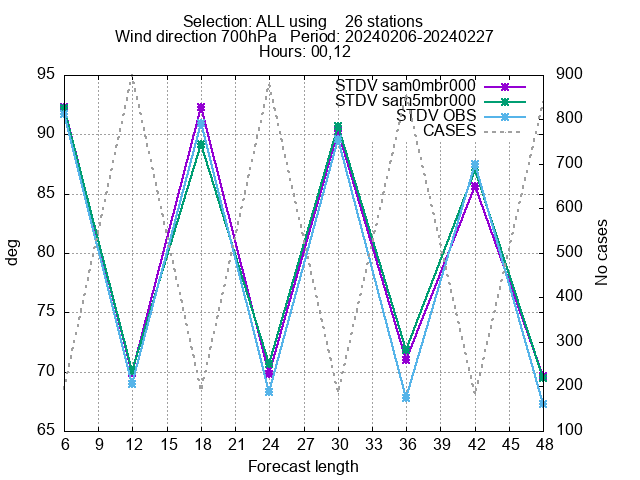 Selection: ALL using    26 stations
Wind direction 700hPa   Period: 20240206-20240227
Hours: 00,12
STDV sam0mbr000
STDV sam5mbr000
STDV OBS
CASES
95
90
85
80
75
70
65
deg
900
800
700
600
500
400
300
200
100
No cases
6 9 12 15 18 21 24 27 30 33 36 39 42 45 48
Forecast length